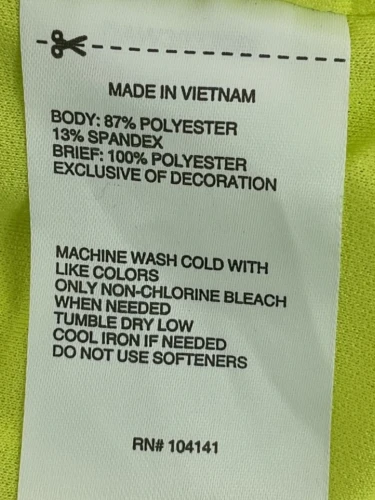 MADE IN VIETNAM
BODY: 87% POLYESTER
13% SPANDEX
BRIEF: 100% POLYESTER
EXCLUSIVE OF DECORATION
MACHINE WASH COLD WITH
LIKE COLORS
ONLY NON-CHLORINE BLEACH
WHEN NEEDED
TUMBLE DRY LOW
COOL IRON IF NEEDED
DO NOT USE SOFTENERS
RN# 104141